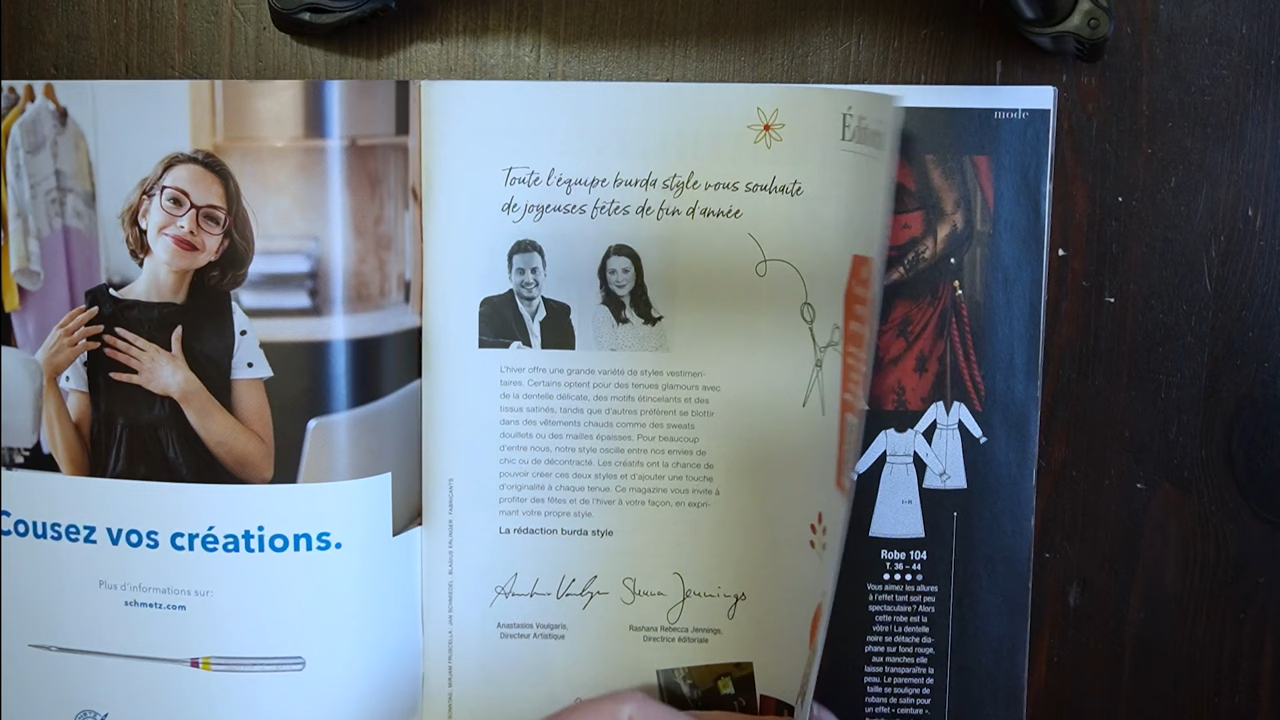 Cousez vos créations.
Plus d'informations sur:
schmetz.com
Toute l'équipe burda style vous souhaite
de joyeuses fêtes de fin d'année
L'hiver offre une grande variété de styles vestimen-
taires. Certains optent pour des tenues glamours avec
de la dentelle délicate, des motifs étincelants et des
tissus satinés, tandis que d'autres préfèrent se blottir
dans des vêtements chauds comme des sweats
douillets ou des mailles épaisses. Pour beaucoup
d'entre nous, notre style oscille entre nos envies de
chic ou de décontracté. Les créatifs ont la chance de
pouvoir créer ces deux styles et d'ajouter une touche
d'originalité à chaque tenue. Ce magazine vous invite à
profiter des fêtes et de l'hiver à votre façon, en expri-
mant votre propre style.
La rédaction burda style
Anastasios Voulgaris,
Directeur Artistique
Rashana Rebecca Jennings,
Directrice éditoriale
mode
Robe 104
T. 36 – 44
Vous aimez les allures
à l'effet tant soit peu
spectaculaire ? Alors
cette robe est la
vôtre ! La dentelle
noire se détache dia-
phane sur fond rouge,
aux manches elle
laisse transparaître la
peau. Le parement de
taille se souligne de
rubans de satin pour
un effet « ceinture ».